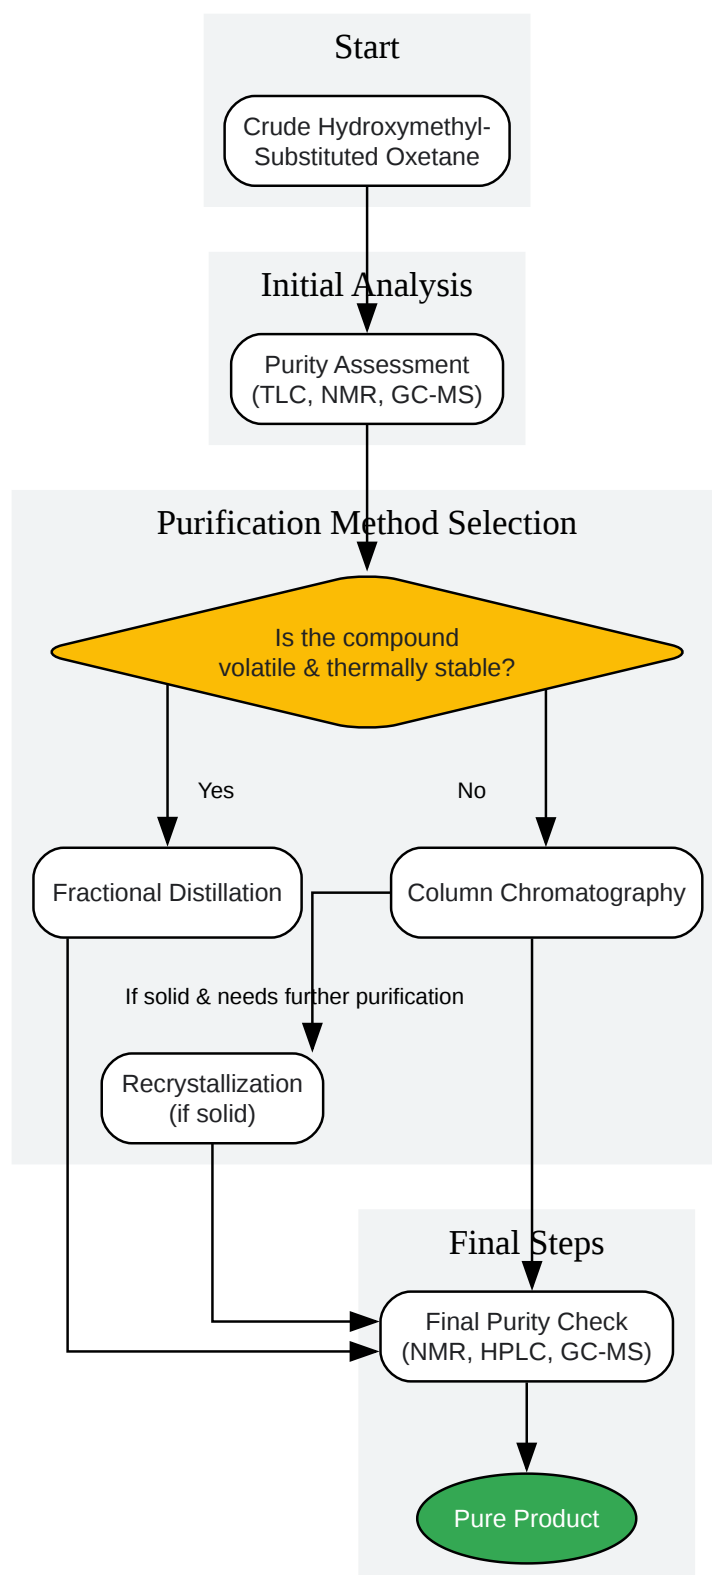 Start
Crude Hydroxymethyl-
Substituted Oxetane
Initial Analysis
Purity Assessment
(TLC, NMR, GC-MS)
Purification Method Selection
Is the compound
volatile & thermally stable?
Yes
No
Fractional Distillation
Column Chromatography
If solid & needs further purification
Recrystallization
(if solid)
Final Steps
Final Purity Check
(NMR, HPLC, GC-MS)
Pure Product